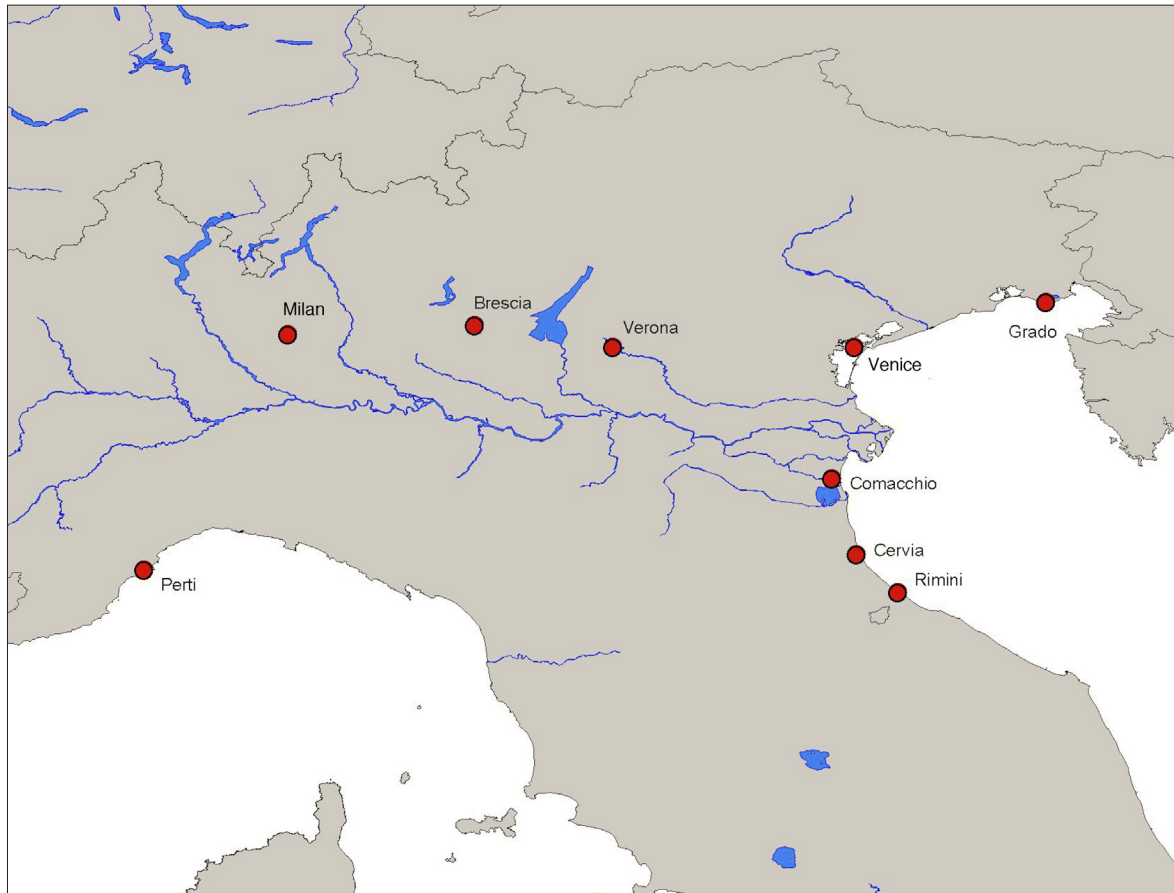 Brescia
Milan
Verona
Grado
Venice
Comacchio
Cervia
Rimini
Perti